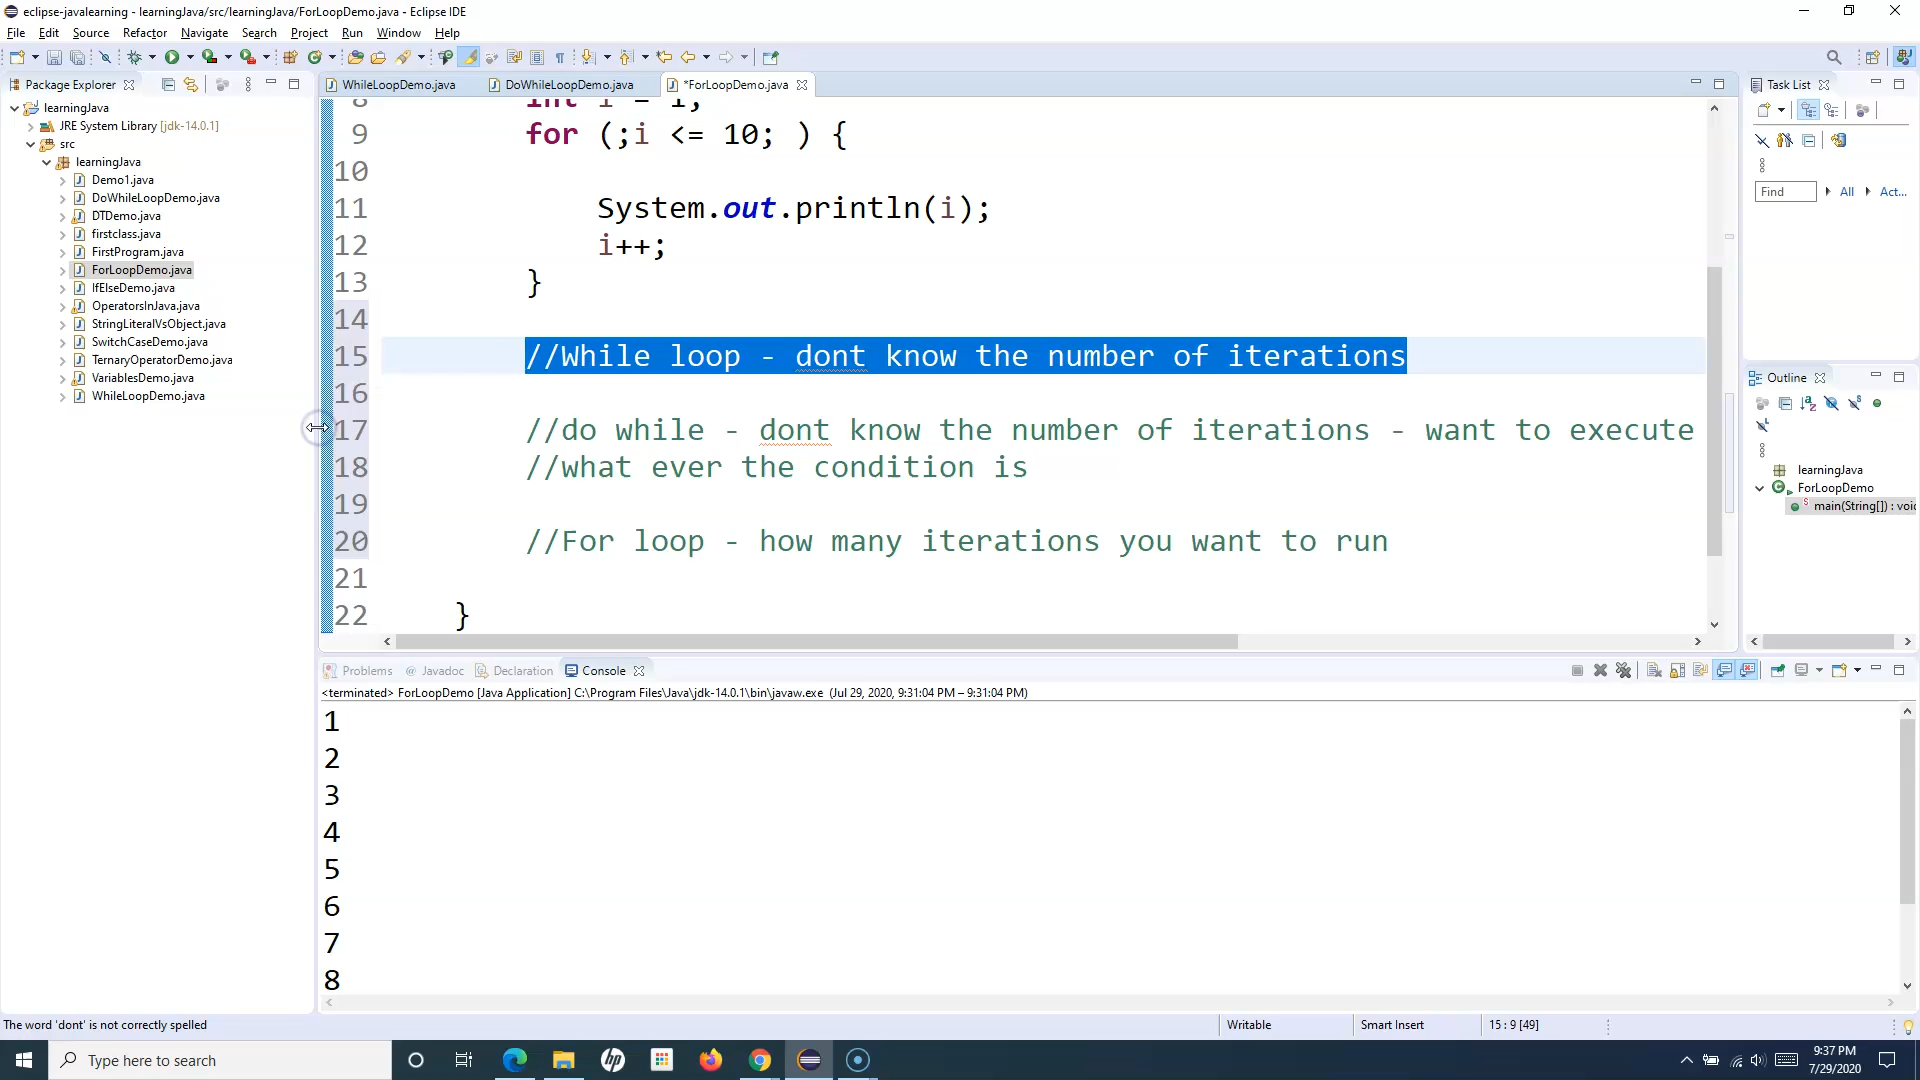 eclipse-javalearning - learningJava/src/learningJava/ForLoopDemo.java - Eclipse IDE
File Edit Source Refactor Navigate Search Project Run Window Help
Package Explorer
WhileLoopDemo.java
DoWhileLoopDemo.java
*ForLoopDemo.java
Task List
learningJava
JRE System Library [jdk-14.0.1]
src
learningJava
Demo1.java
DoWhileLoopDemo.java
DTDemo.java
firstclass.java
FirstProgram.java
ForLoopDemo.java
IfElseDemo.java
OperatorsInJava.java
StringLiteralVsObject.java
SwitchCaseDemo.java
TernaryOperatorDemo.java
VariablesDemo.java
WhileLoopDemo.java
8 int i = 1;
9 for (;i <= 10; ) {
10
11 System.out.println(i);
12 i++;
13 }
14
15 //While loop - dont know the number of iterations
16
17 //do while - dont know the number of iterations - want to execute
18 //what ever the condition is
19
20 //For loop - how many iterations you want to run
21
22 }
Find All Act...
Outline
learningJava
ForLoopDemo
main(String[]) : voi
Problems @ Javadoc Declaration Console
<terminated> ForLoopDemo [Java Application] C:\Program Files\Java\jdk-14.0.1\bin\javaw.exe (Jul 29, 2020, 9:31:04 PM – 9:31:04 PM)
1
2
3
4
5
6
7
8
The word 'dont' is not correctly spelled
Writable
Smart Insert
15 : 9 [49]
Type here to search
hp
9:37 PM
7/29/2020